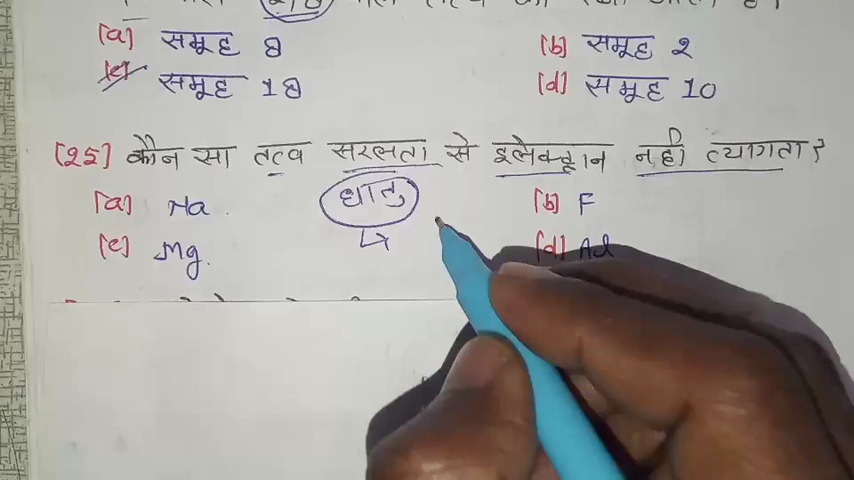 (a) समूह 8 (b) समूह 2
(c) समूह 18 (d) समूह 10
(25) कौन सा तत्व सरलता से इलेक्ट्रान नही त्यागता?
(a) Na. धातु (b) F
(c) Mg. (d) Al